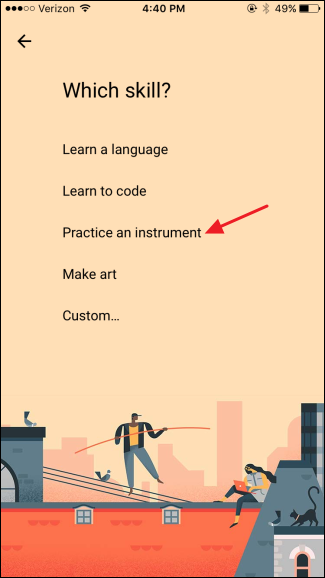 Verizon 4:40 PM 49%
Which skill?
Learn a language
Learn to code
Practice an instrument
Make art
Custom...